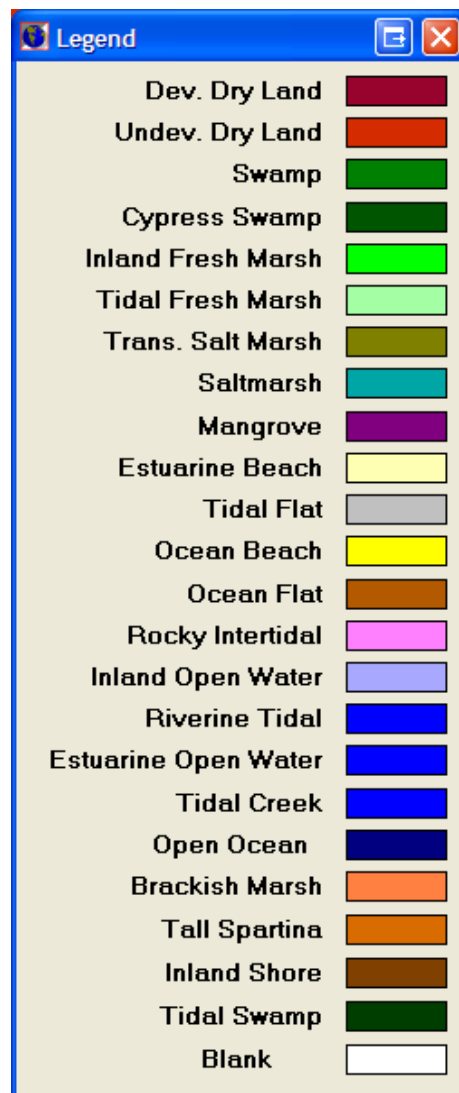 Legend
Dev. Dry Land
Undev. Dry Land
Swamp
Cypress Swamp
Inland Fresh Marsh
Tidal Fresh Marsh
Trans. Salt Marsh
Saltmarsh
Mangrove
Estuarine Beach
Tidal Flat
Ocean Beach
Ocean Flat
Rocky Intertidal
Inland Open Water
Riverine Tidal
Estuarine Open Water
Tidal Creek
Open Ocean
Brackish Marsh
Tall Spartina
Inland Shore
Tidal Swamp
Blank